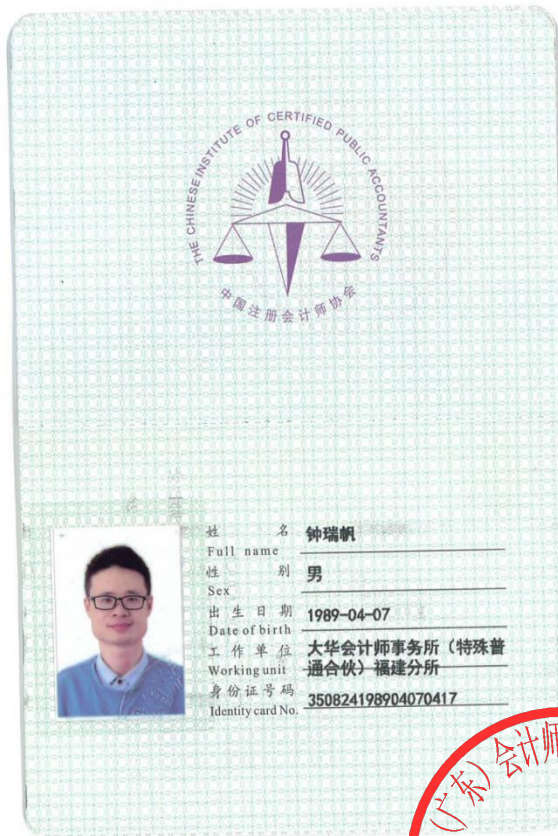 THE CHINESE INSTITUTE OF CERTIFIED PUBLIC ACCOUNTANTS
中国注册会计师协会
姓 名 钟瑞帆
Full name
性 别 男
Sex
出生日期 1989-04-07
Date of birth
工作单位 大华会计师事务所（特殊普
Working unit 通合伙）福建分所
身份证号码 350824198904070417
Identity card No.
（广东）会计师